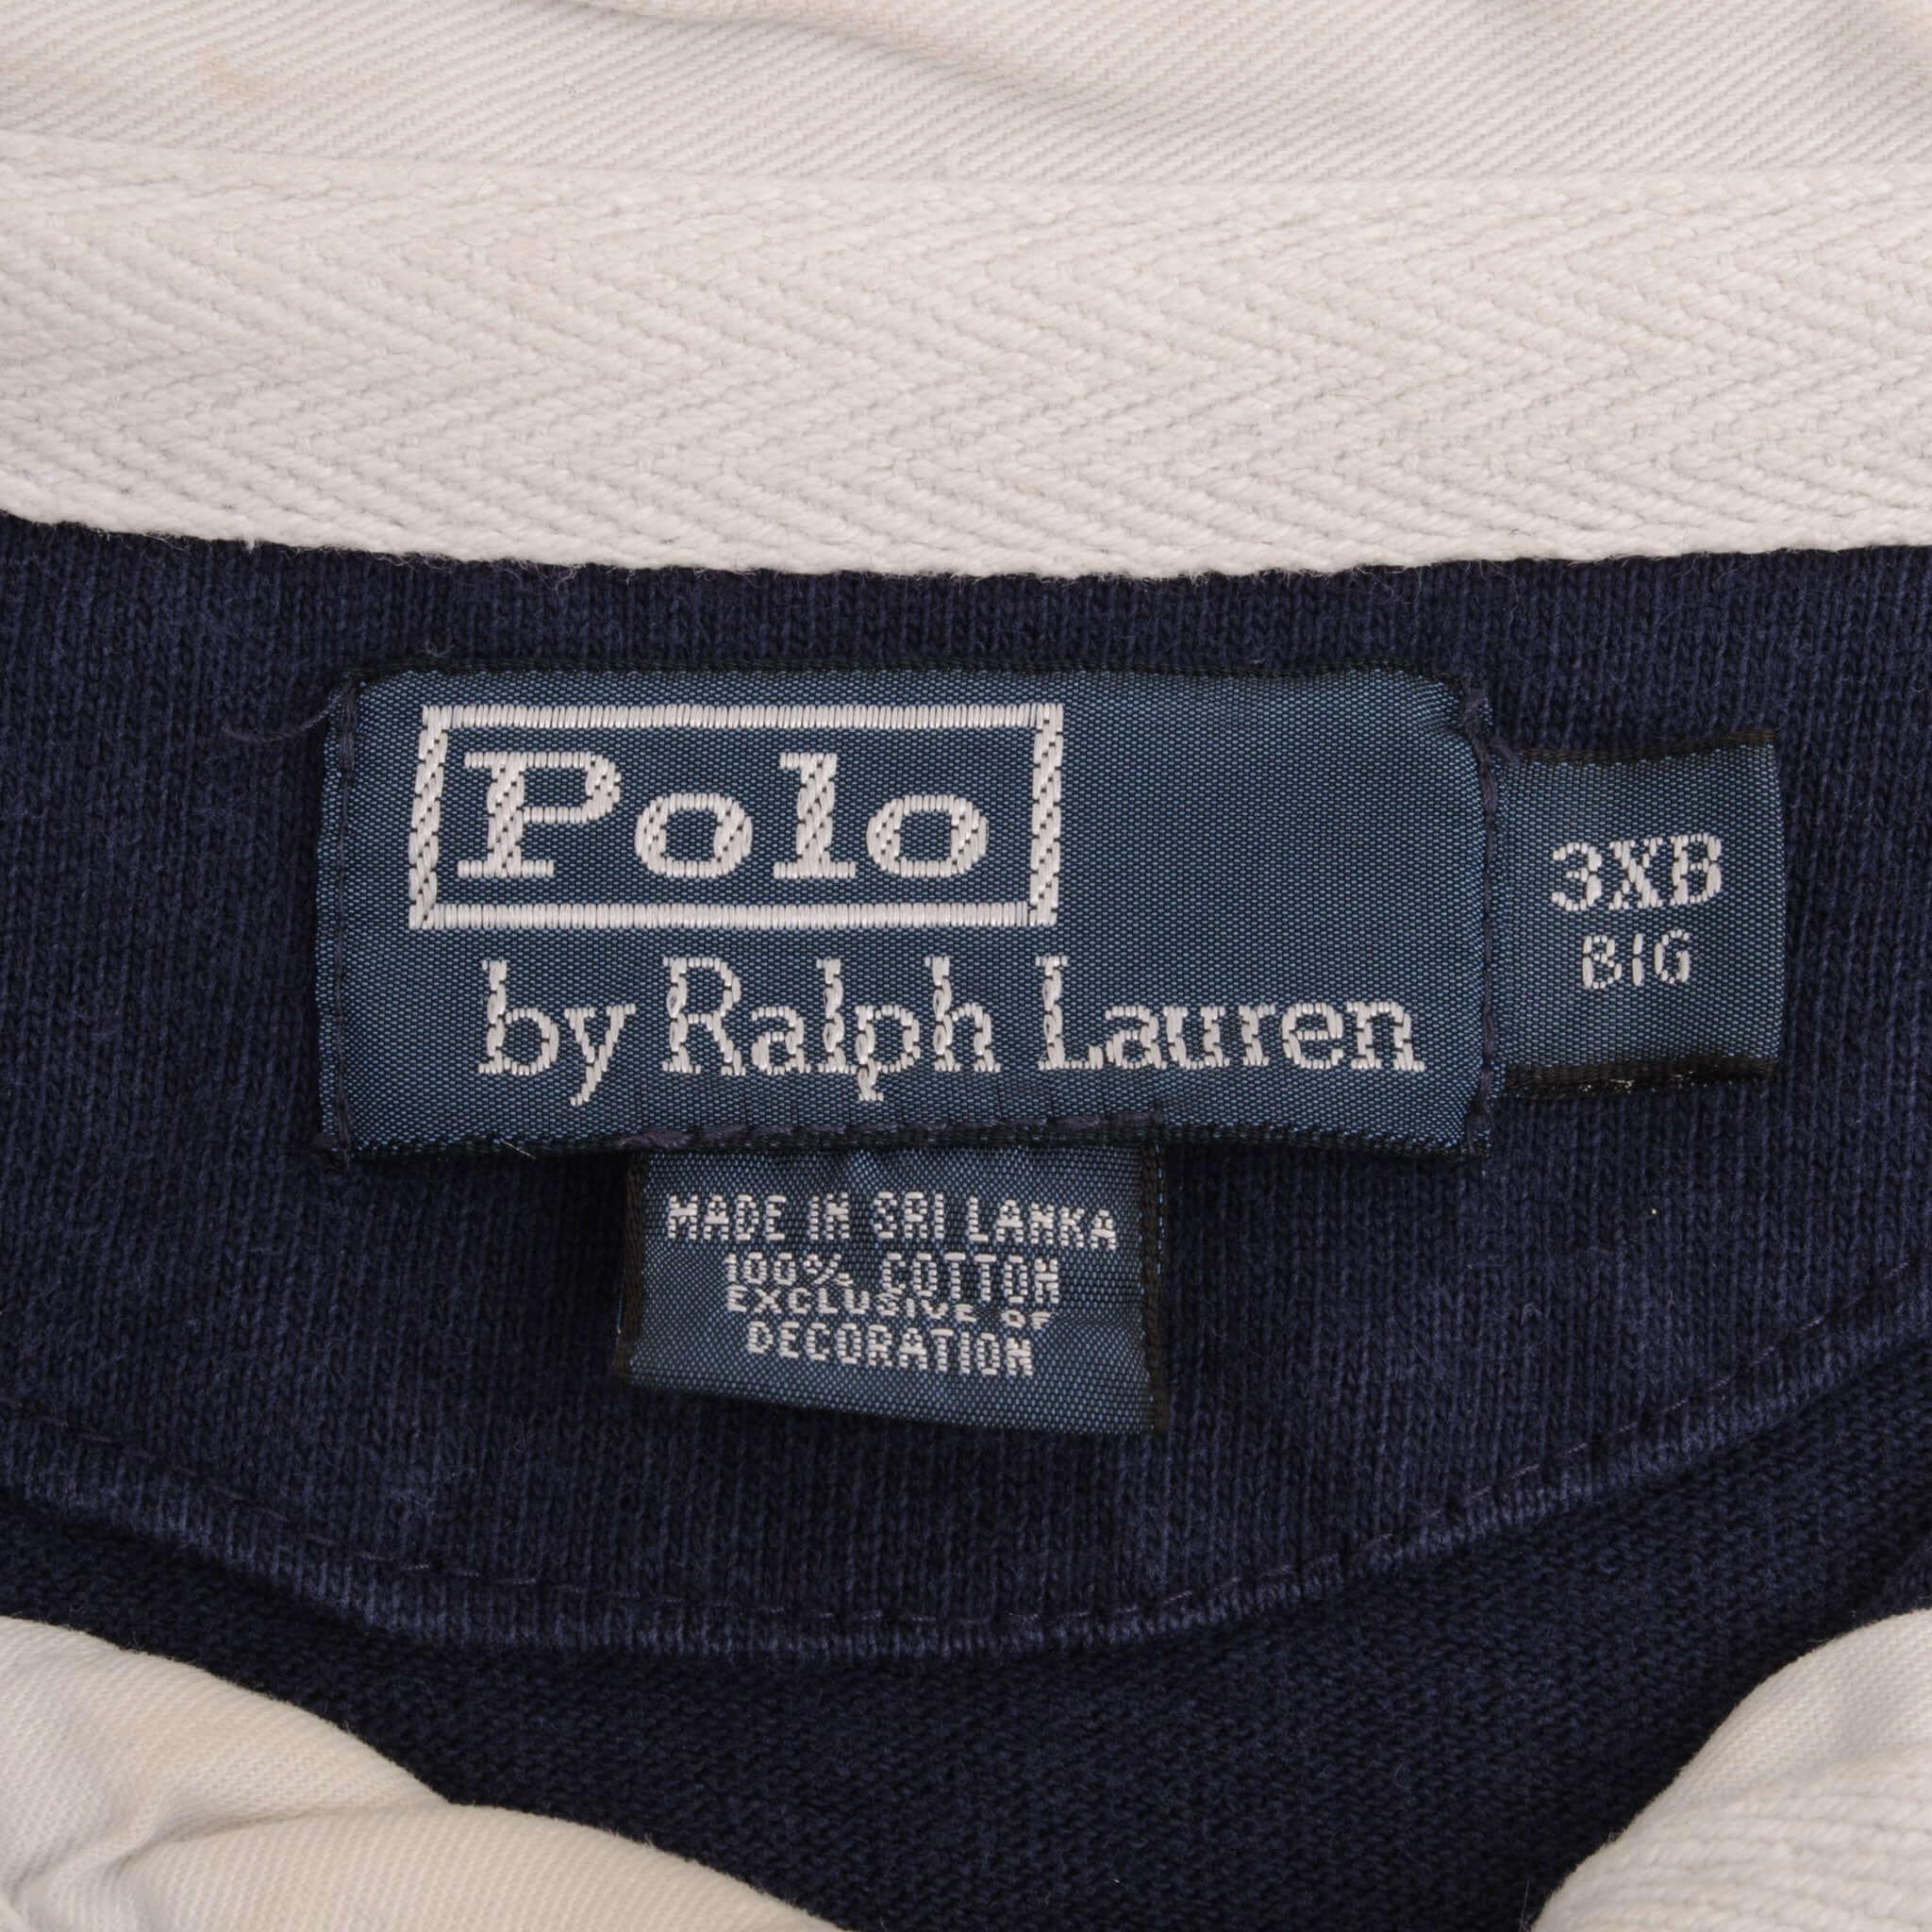 Polo
by Ralph Lauren
3XB
BIG
MADE IN SRI LANKA
100% COTTON
EXCLUSIVE OF
DECORATION